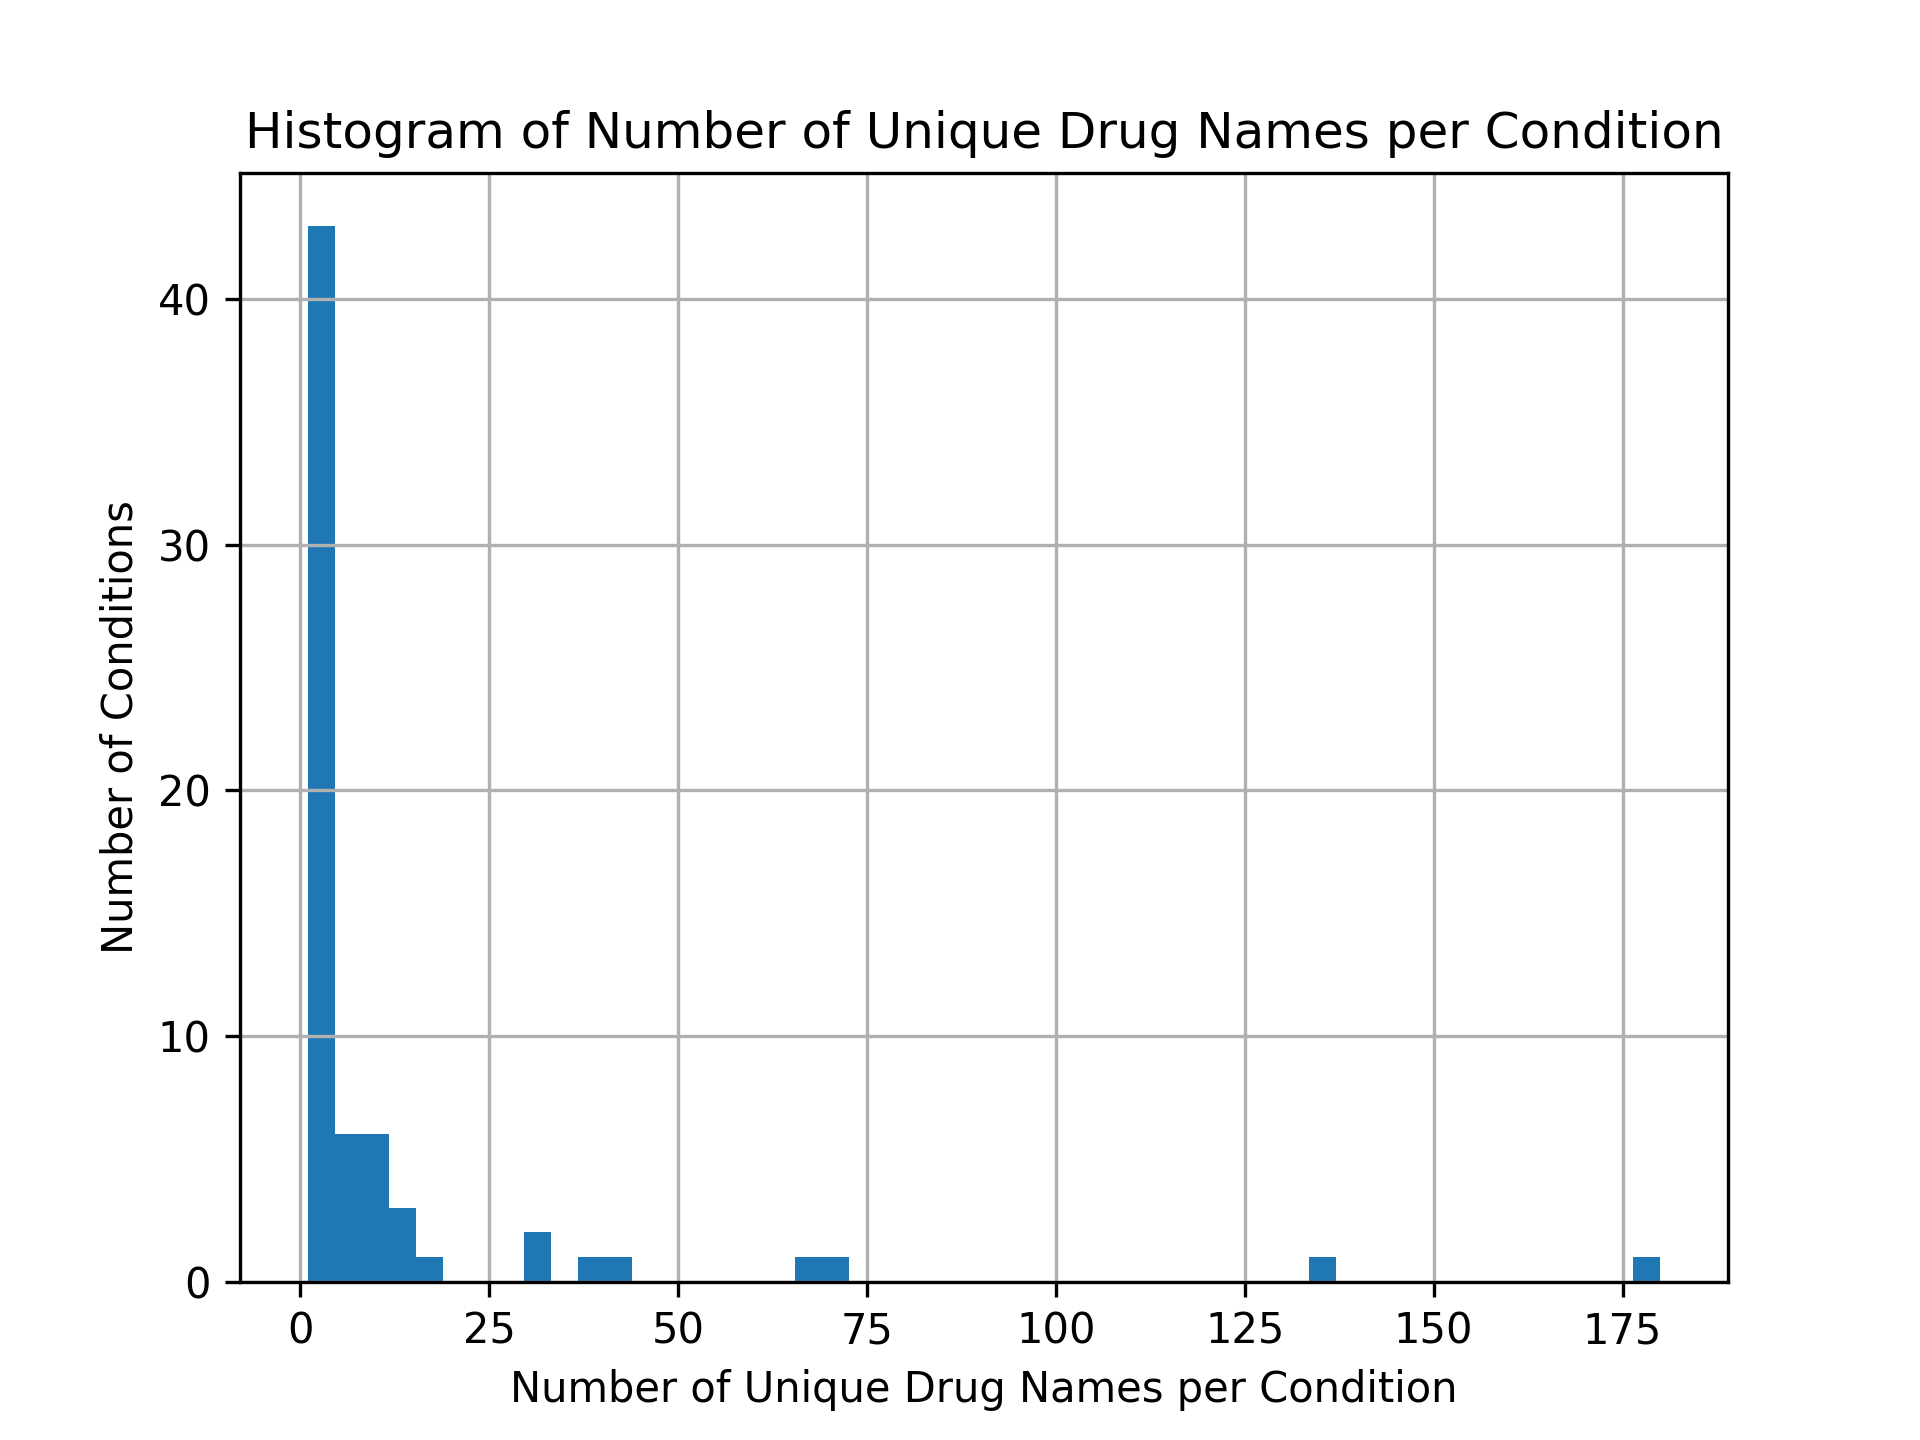 Histogram of Number of Unique Drug Names per Condition
Number of Conditions
40
30
20
10
0
0 25 50 75 100 125 150 175
Number of Unique Drug Names per Condition